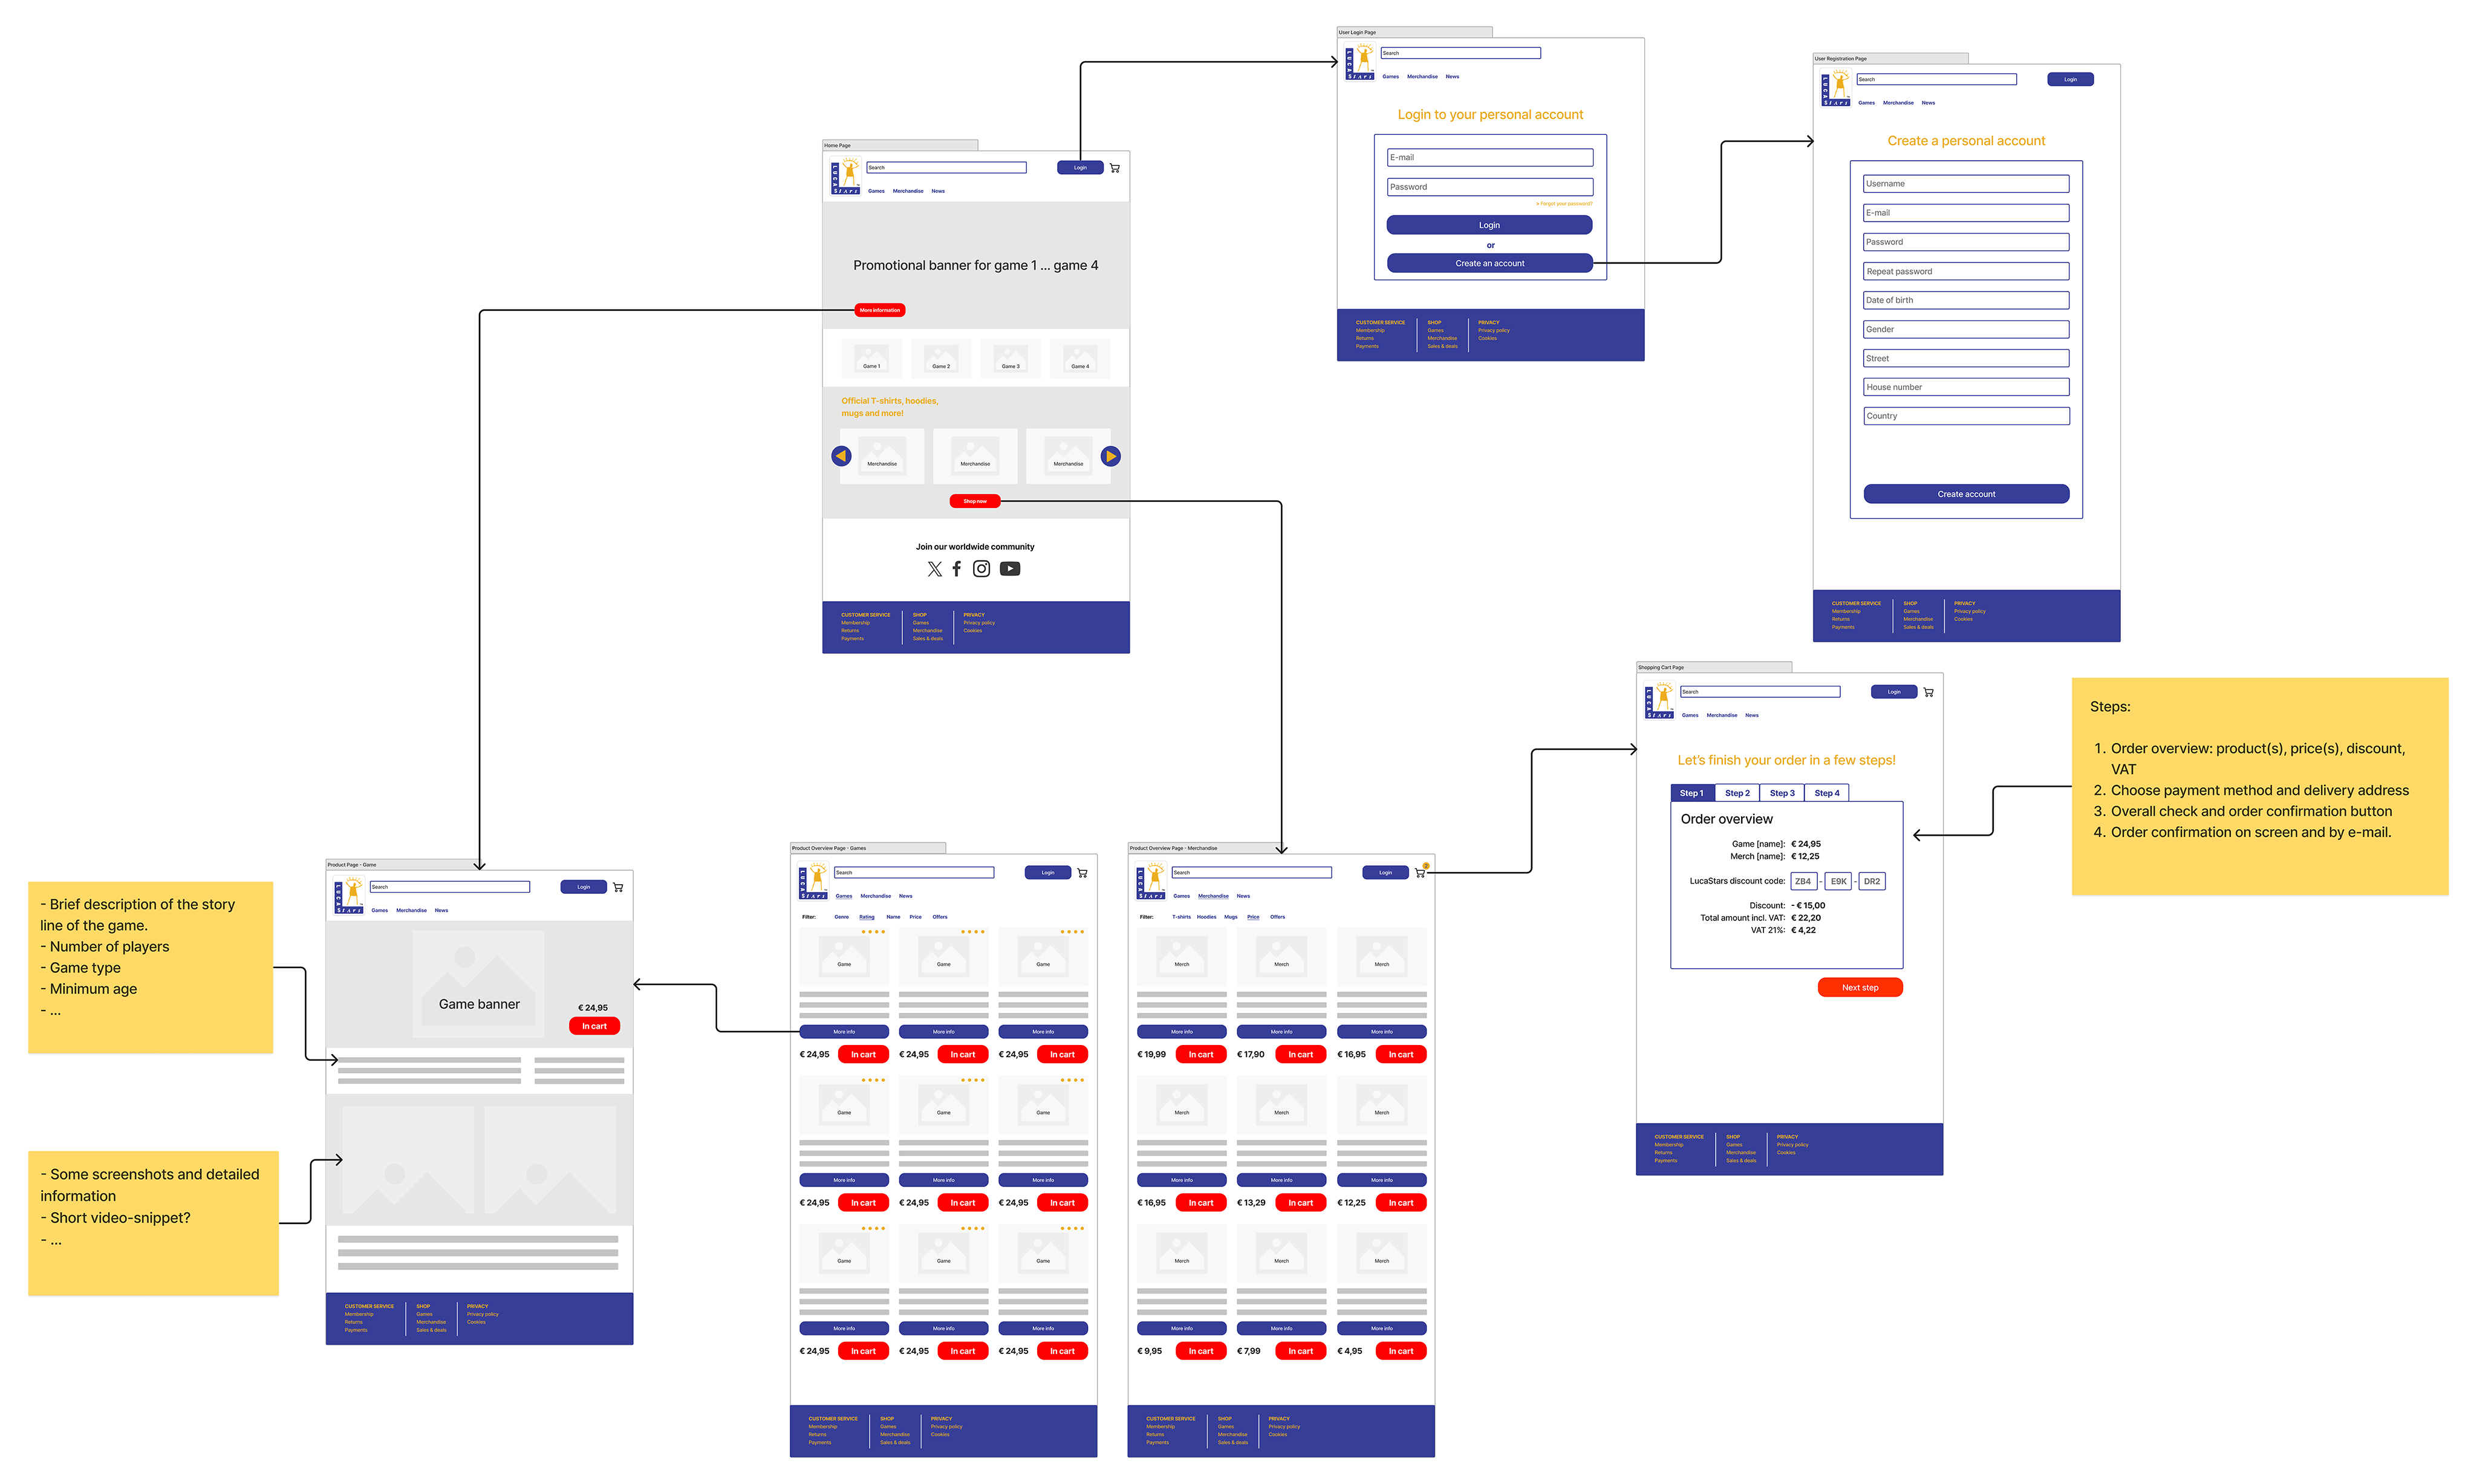 User Login Page
LUCA
StArs
Search
Games Merchandise News
Login to your personal account
E-mail
Password
» Forgot your password?
Login
or
Create an account
CUSTOMER SERVICE SHOP PRIVACY
Membership Games Privacy policy
Returns Merchandise Cookies
Payments Sales & deals
User Registration Page
LUCA
StArs
Search
Login
Games Merchandise News
Create a personal account
Username
E-mail
Password
Repeat password
Date of birth
Gender
Street
House number
Country
Create account
CUSTOMER SERVICE SHOP PRIVACY
Membership Games Privacy policy
Returns Merchandise Cookies
Payments Sales & deals
Home Page
LUCA
StArs
Search
Login
Games Merchandise News
Promotional banner for game 1 ... game 4
More information
Game 1 Game 2 Game 3 Game 4
Official T-shirts, hoodies,
mugs and more!
Merchandise Merchandise Merchandise
Shop now
Join our worldwide community
CUSTOMER SERVICE SHOP PRIVACY
Membership Games Privacy policy
Returns Merchandise Cookies
Payments Sales & deals
Shopping Cart Page
LUCA
StArs
Search
Login
Games Merchandise News
Let's finish your order in a few steps!
Step 1 Step 2 Step 3 Step 4
Order overview
Game [name]: € 24,95
Merch [name]: € 12,25
LucaStars discount code: ZB4 - E9K - DR2
Discount: - € 15,00
Total amount incl. VAT: € 22,20
VAT 21%: € 4,22
Next step
CUSTOMER SERVICE SHOP PRIVACY
Membership Games Privacy policy
Returns Merchandise Cookies
Payments Sales & deals
Steps:
1. Order overview: product(s), price(s), discount,
VAT
2. Choose payment method and delivery address
3. Overall check and order confirmation button
4. Order confirmation on screen and by e-mail.
- Brief description of the story
line of the game.
- Number of players
- Game type
- Minimum age
- ...
- Some screenshots and detailed
information
- Short video-snippet?
- ...
Product Page - Game
LUCA
StArs
Search
Login
Games Merchandise News
Game banner
€ 24,95
In cart
CUSTOMER SERVICE SHOP PRIVACY
Membership Games Privacy policy
Returns Merchandise Cookies
Payments Sales & deals
Product Overview Page - Games
LUCA
StArs
Search
Login
Games Merchandise News
Filter: Genre Rating Name Price Offers
Game Game Game
More info More info More info
€ 24,95 In cart € 24,95 In cart € 24,95 In cart
Game Game Game
More info More info More info
€ 24,95 In cart € 24,95 In cart € 24,95 In cart
Game Game Game
More info More info More info
€ 24,95 In cart € 24,95 In cart € 24,95 In cart
CUSTOMER SERVICE SHOP PRIVACY
Membership Games Privacy policy
Returns Merchandise Cookies
Payments Sales & deals
Product Overview Page - Merchandise
LUCA
StArs
Search
Login
2
Games Merchandise News
Filter: T-shirts Hoodies Mugs Price Offers
Merch Merch Merch
More info More info More info
€ 19,99 In cart € 17,90 In cart € 16,95 In cart
Merch Merch Merch
More info More info More info
€ 16,95 In cart € 13,29 In cart € 12,25 In cart
Merch Merch Merch
More info More info More info
€ 9,95 In cart € 7,99 In cart € 4,95 In cart
CUSTOMER SERVICE SHOP PRIVACY
Membership Games Privacy policy
Returns Merchandise Cookies
Payments Sales & deals